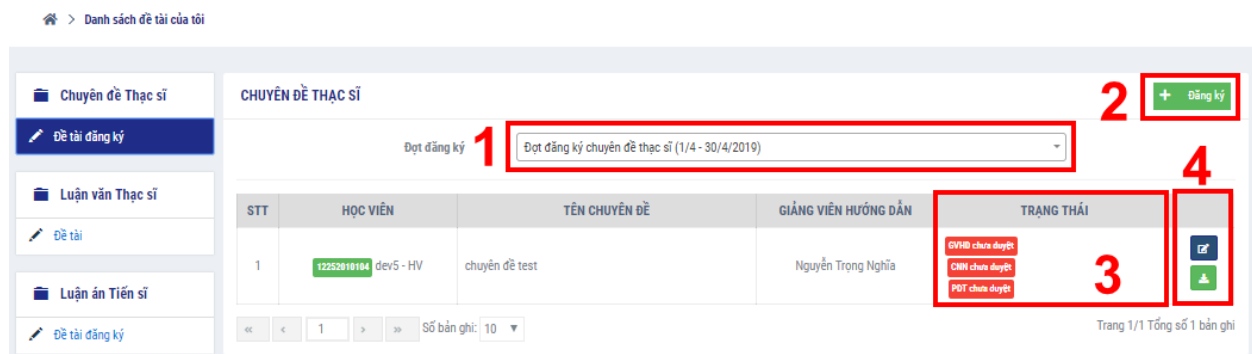 > Danh sách đề tài của tôi
Chuyên đề Thạc sĩ
Đề tài đăng ký
Luận văn Thạc sĩ
Đề tài
Luận án Tiến sĩ
Đề tài đăng ký
CHUYÊN ĐỀ THẠC SĨ
2
+ Đăng ký
Đợt đăng ký
1
Đợt đăng ký chuyên đề thạc sĩ (1/4 - 30/4/2019)
4
STT HỌC VIÊN TÊN CHUYÊN ĐỀ GIẢNG VIÊN HƯỚNG DẪN TRẠNG THÁI
1 12252010104 dev5 - HV chuyên đề test Nguyễn Trọng Nghĩa
GVHD chưa duyệt
CNN chưa duyệt
PDT chưa duyệt
3
« < 1 > » Số bản ghi: 10
Trang 1/1 Tổng số 1 bản ghi